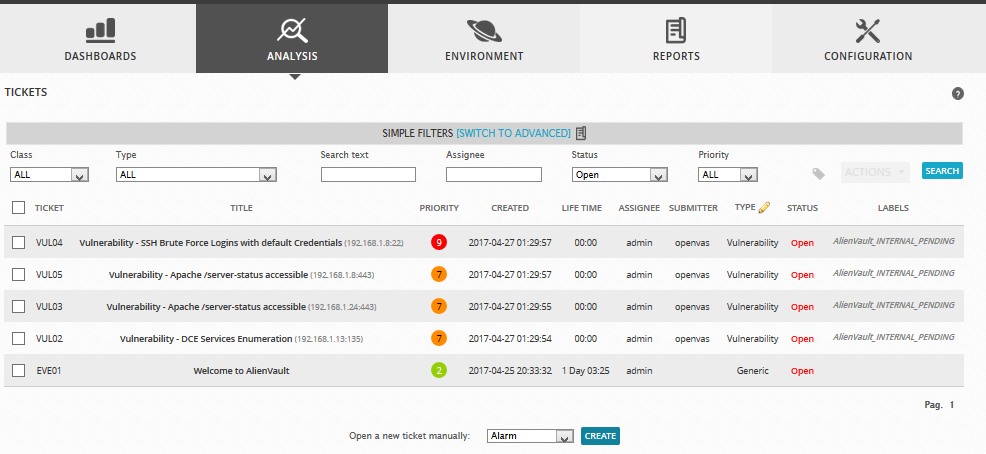 DASHBOARDS ANALYSIS ENVIRONMENT REPORTS CONFIGURATION
TICKETS ?
SIMPLE FILTERS [SWITCH TO ADVANCED]
Class Type Search text Assignee Status Priority
ALL ALL Open ALL ACTIONS SEARCH
TICKET TITLE PRIORITY CREATED LIFE TIME ASSIGNEE SUBMITTER TYPE STATUS LABELS
VUL04 Vulnerability - SSH Brute Force Logins with default Credentials (192.168.1.8:22) 9 2017-04-27 01:29:57 00:00 admin openvas Vulnerability Open AlienVault_INTERNAL_PENDING
VUL05 Vulnerability - Apache /server-status accessible (192.168.1.8:443) 7 2017-04-27 01:29:57 00:00 admin openvas Vulnerability Open AlienVault_INTERNAL_PENDING
VUL03 Vulnerability - Apache /server-status accessible (192.168.1.24:443) 7 2017-04-27 01:29:55 00:00 admin openvas Vulnerability Open AlienVault_INTERNAL_PENDING
VUL02 Vulnerability - DCE Services Enumeration (192.168.1.13:135) 7 2017-04-27 01:29:54 00:00 admin openvas Vulnerability Open AlienVault_INTERNAL_PENDING
EVE01 Welcome to AlienVault 2 2017-04-25 20:33:32 1 Day 03:25 admin Generic Open
Pag. 1
Open a new ticket manually: Alarm CREATE